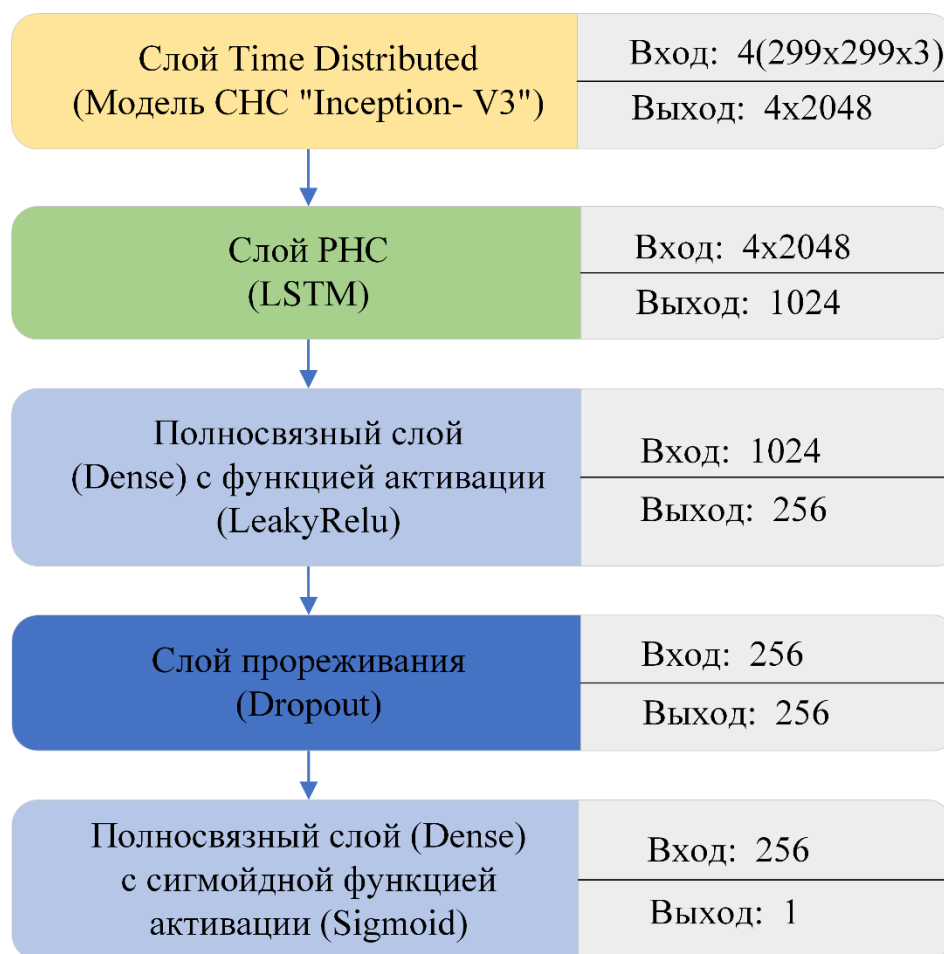 Слой Time Distributed
(Модель СНС "Inception- V3")
Вход: 4(299x299x3)
Выход: 4x2048
Слой РНС
(LSTM)
Вход: 4x2048
Выход: 1024
Полносвязный слой
(Dense) с функцией активации
(LeakyRelu)
Вход: 1024
Выход: 256
Слой прореживания
(Dropout)
Вход: 256
Выход: 256
Полносвязный слой (Dense)
с сигмойдной функцией
активации (Sigmoid)
Вход: 256
Выход: 1